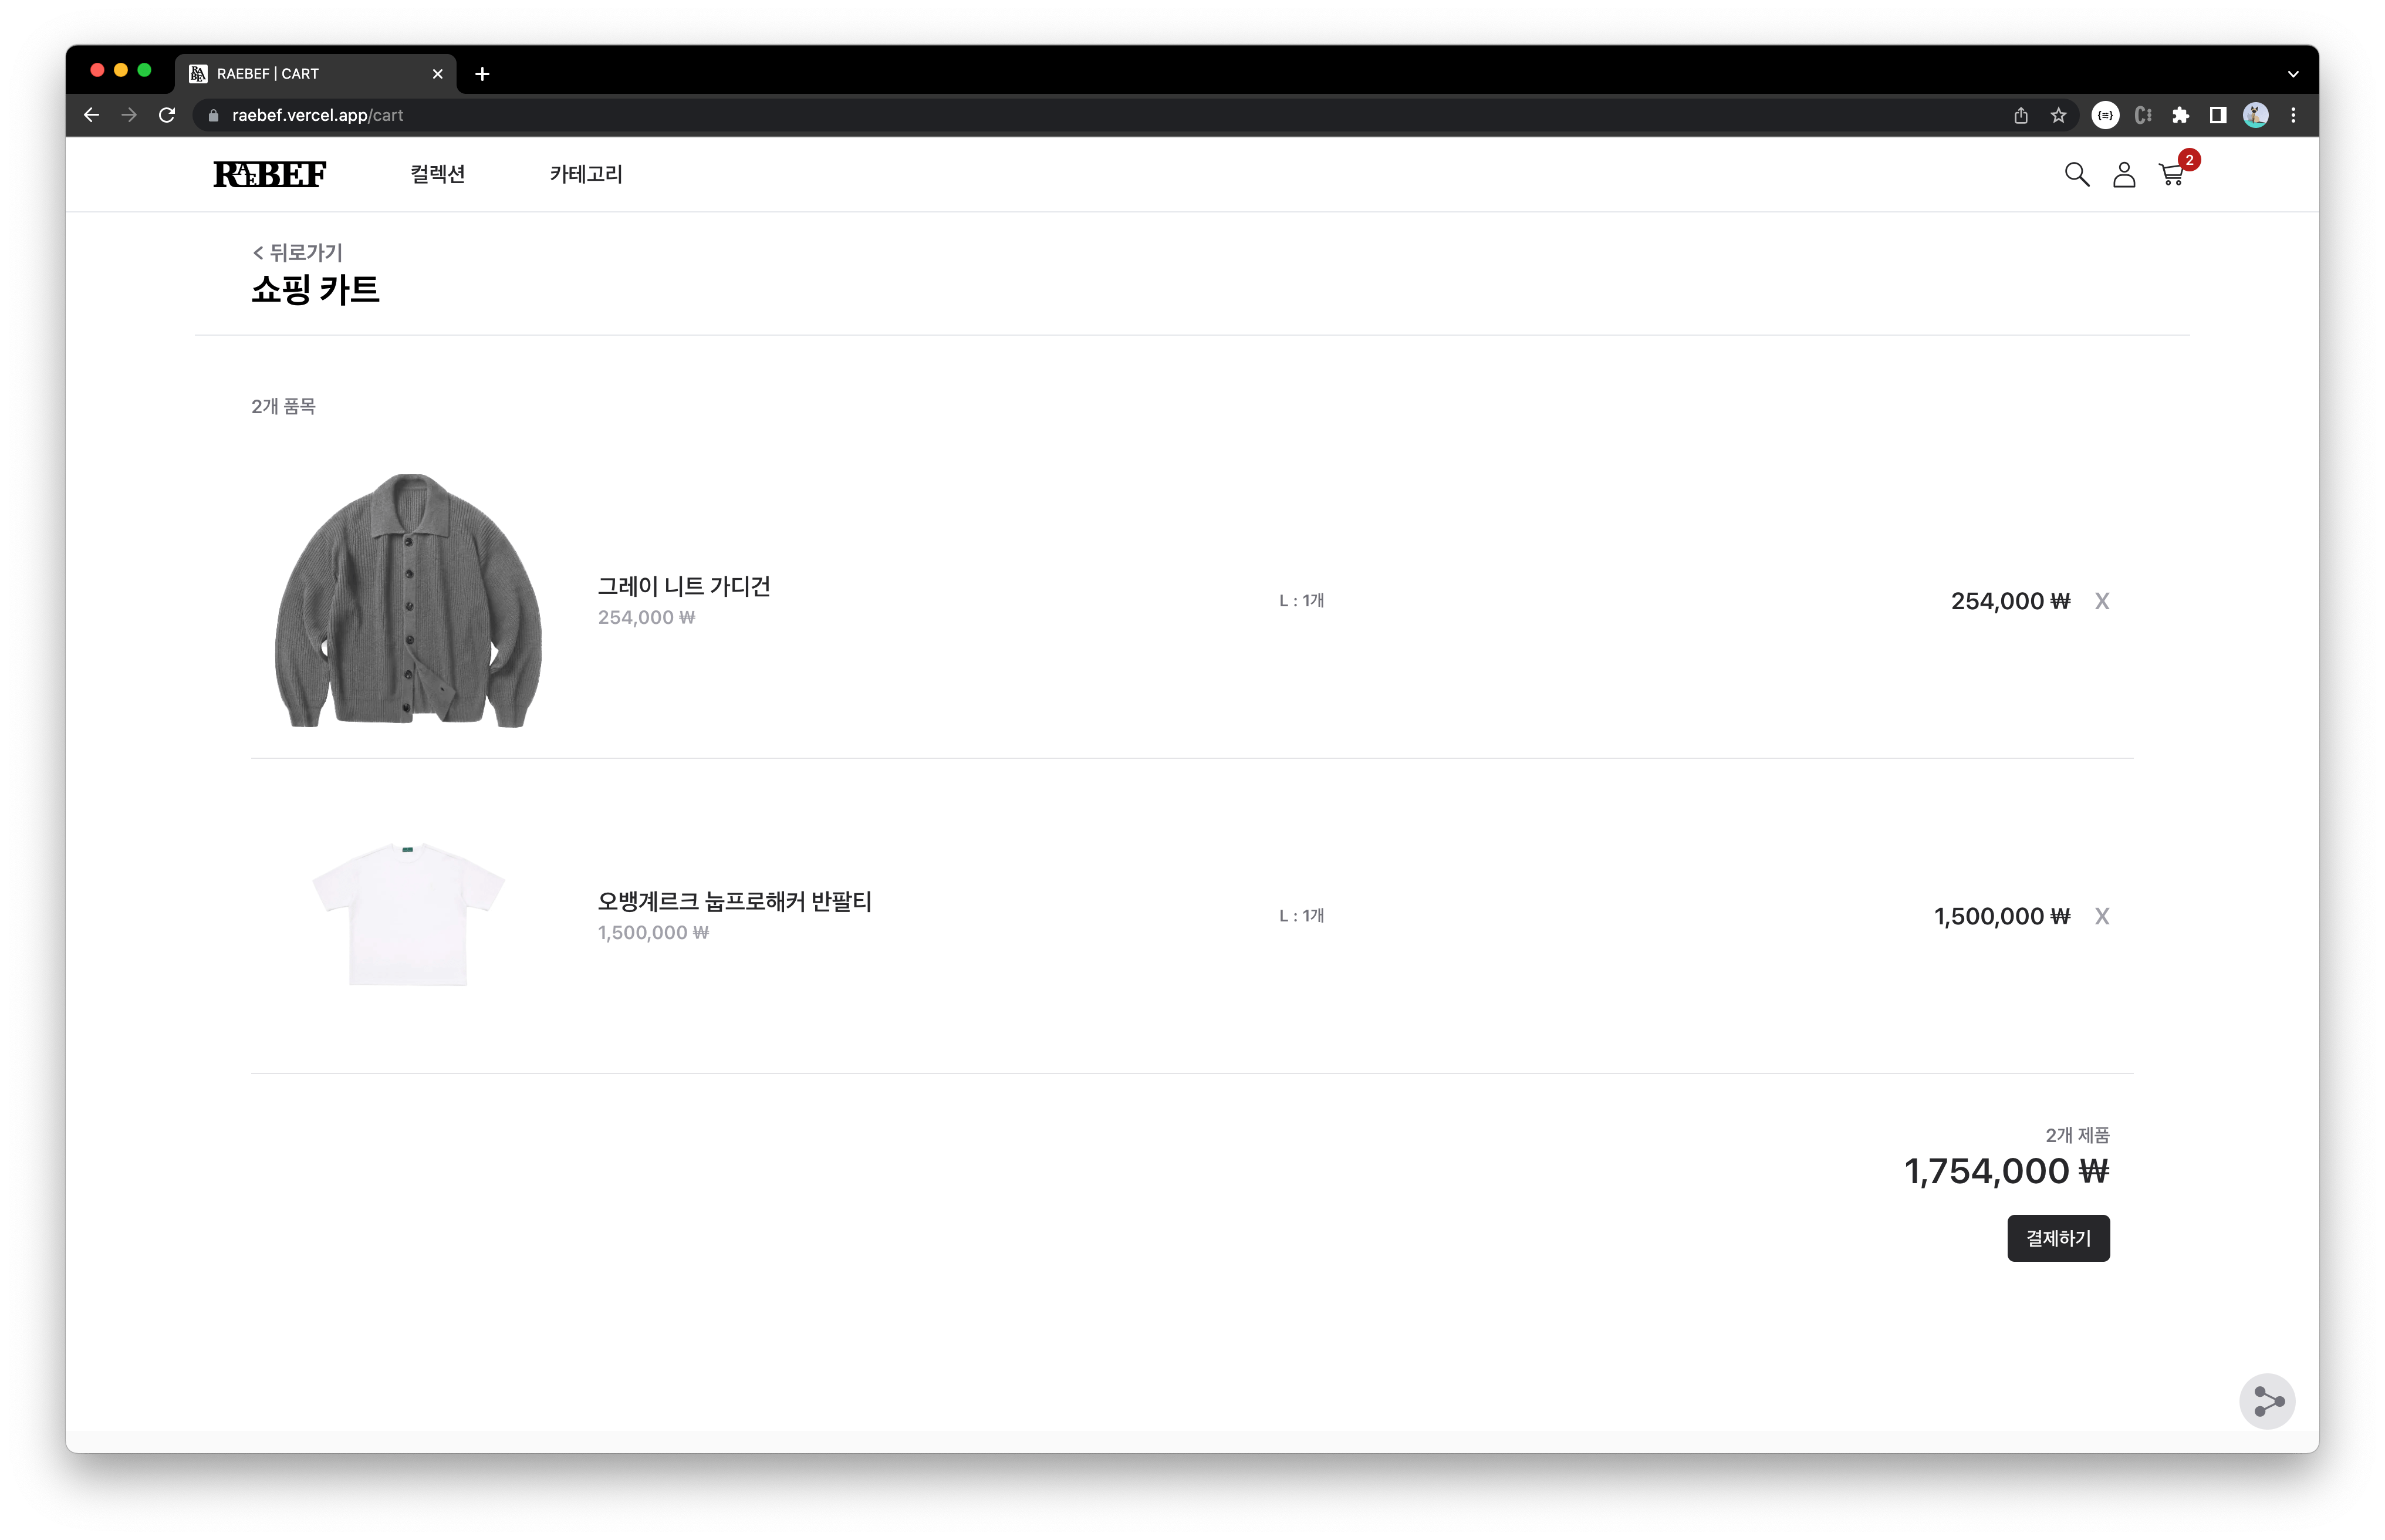 RAEBEF | CART
raebef.vercel.app/cart
RAEBEF
컬렉션
카테고리
2
< 뒤로가기
쇼핑 카트
2개 품목
그레이 니트 가디건
254,000 ₩
L : 1개
254,000 ₩ X
오뱅게르크 눕프로해커 반팔티
1,500,000 ₩
L : 1개
1,500,000 ₩ X
2개 제품
1,754,000 ₩
결제하기